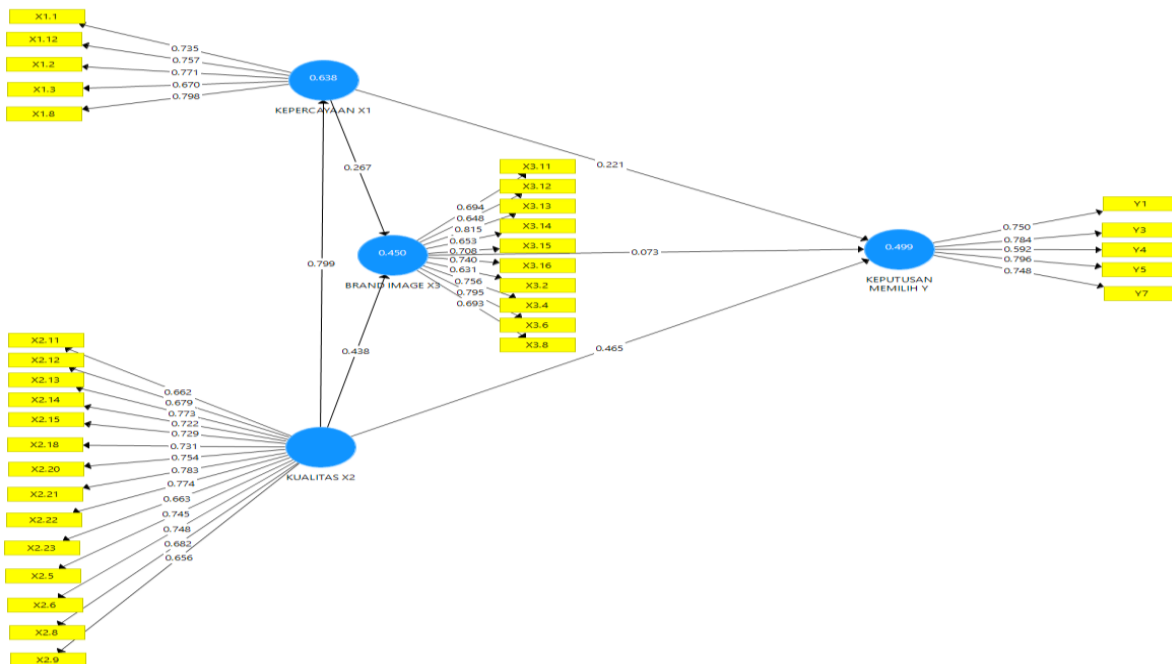 X1.1
X1.12
X1.2
X1.3
X1.8
0.735
0.757
0.771
0.670
0.798
0.638
KEPERCAYAAN X1
0.267
0.221
0.799
0.438
0.450
BRAND IMAGE X3
0.694
0.648
0.815
0.653
0.708
0.740
0.631
0.756
0.795
0.693
X3.11
X3.12
X3.13
X3.14
X3.15
X3.16
X3.2
X3.4
X3.6
X3.8
0.073
0.465
0.499
KEPUTUSAN
MEMILIH Y
0.750
0.784
0.592
0.796
0.748
Y1
Y3
Y4
Y5
Y7
X2.11
X2.12
X2.13
X2.14
X2.15
X2.18
X2.20
X2.21
X2.22
X2.23
X2.5
X2.6
X2.8
X2.9
0.662
0.679
0.773
0.722
0.729
0.731
0.754
0.783
0.774
0.663
0.745
0.748
0.682
0.656
KUALITAS X2